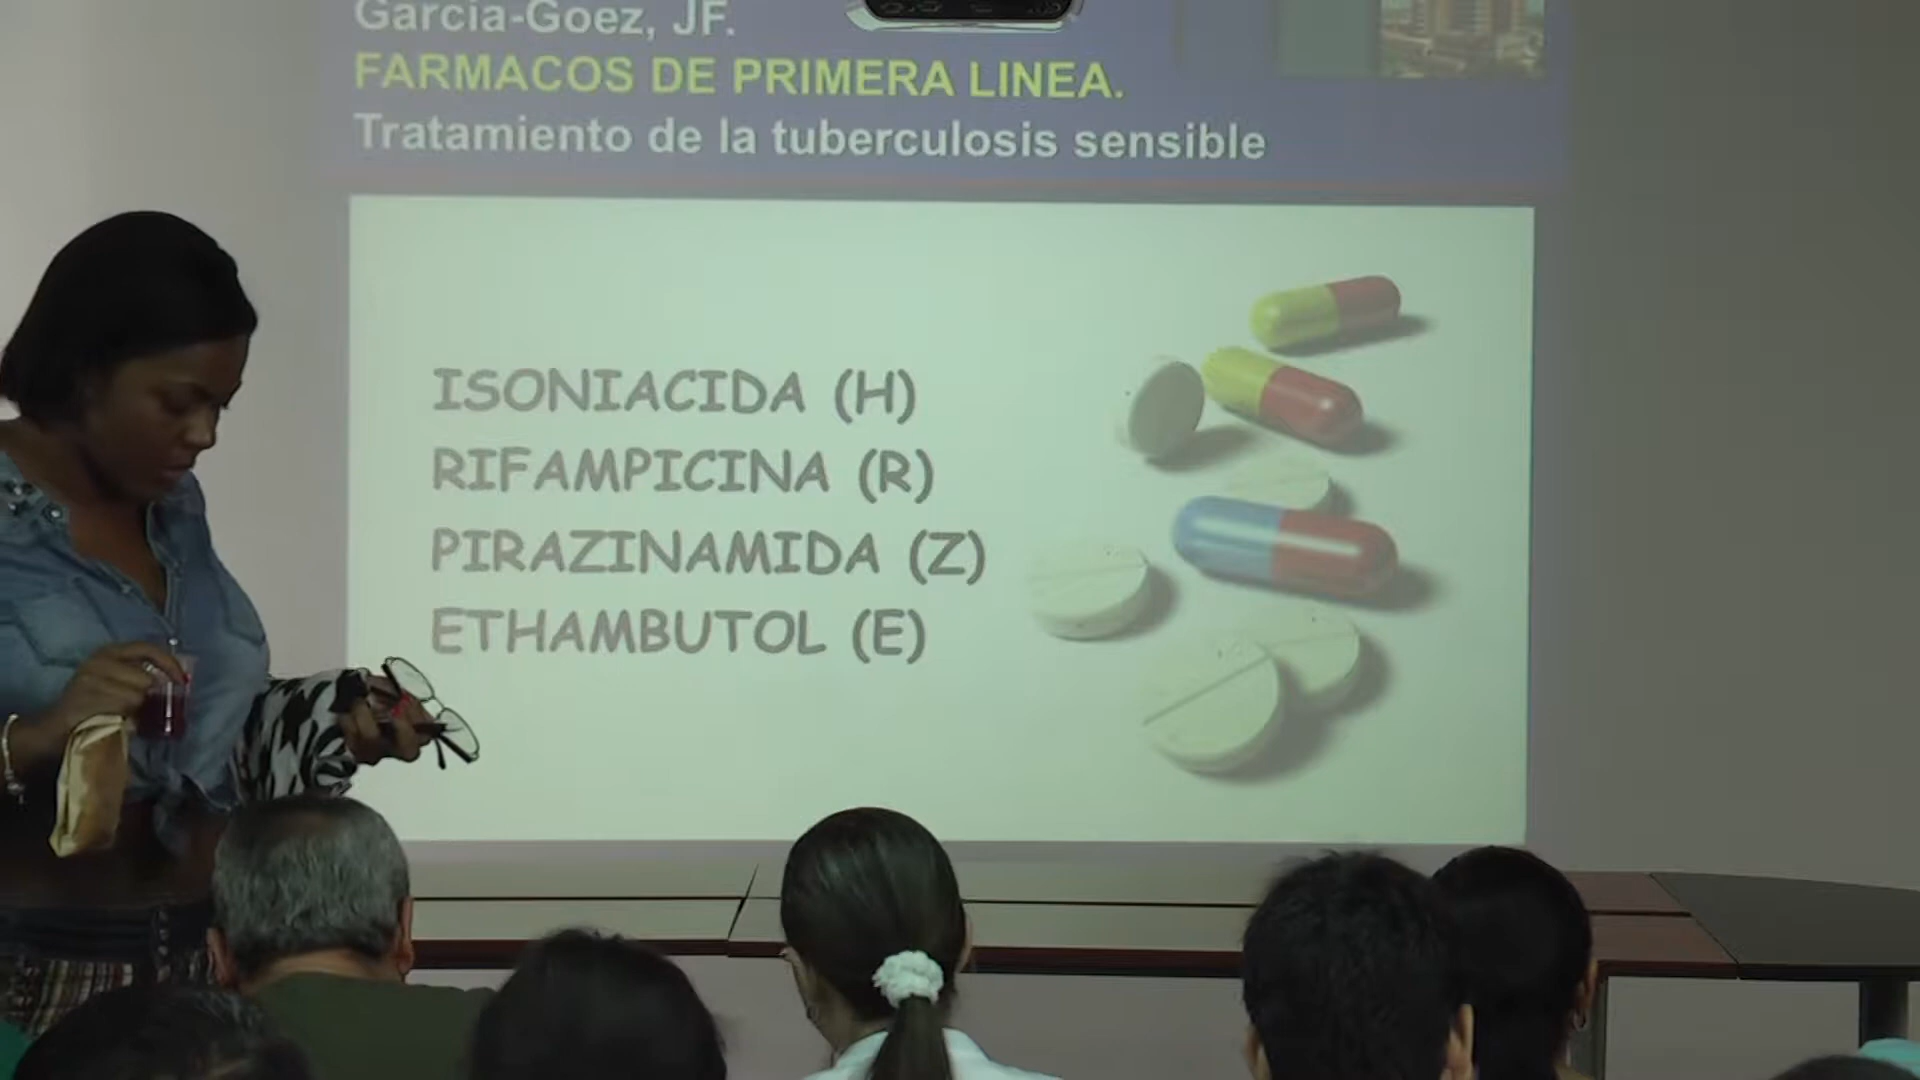 Garcia-Goez, JF.
FARMACOS DE PRIMERA LINEA.
Tratamiento de la tuberculosis sensible
ISONIACIDA (H)
RIFAMPICINA (R)
PIRAZINAMIDA (Z)
ETHAMBUTOL (E)